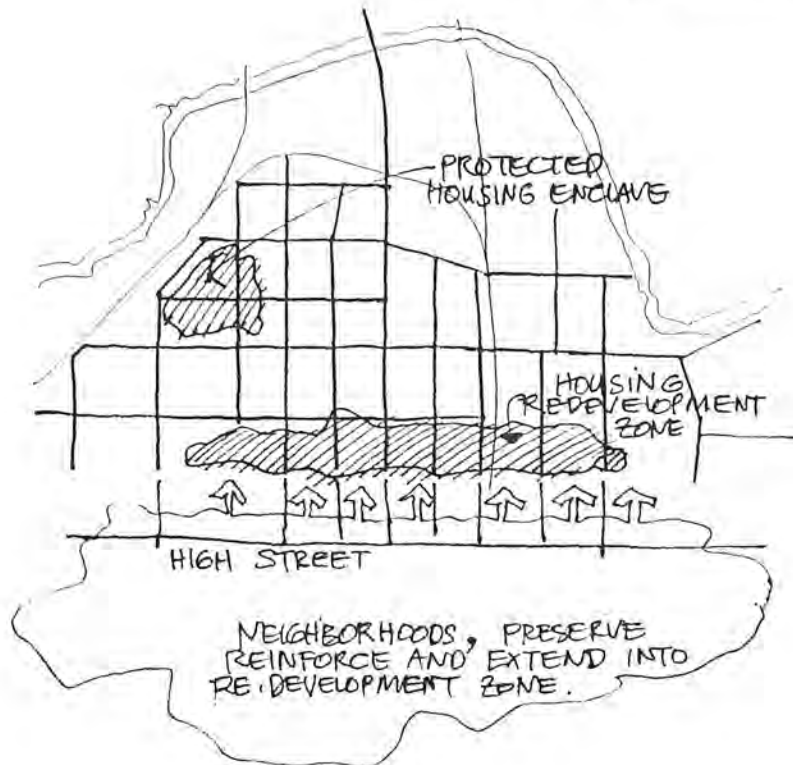 PROTECTED
HOUSING ENCLAVE
HOUSING
REDEVELOPMENT
ZONE
HIGH STREET
NEIGHBORHOODS, PRESERVE
REINFORCE AND EXTEND INTO
RE.DEVELOPMENT ZONE.